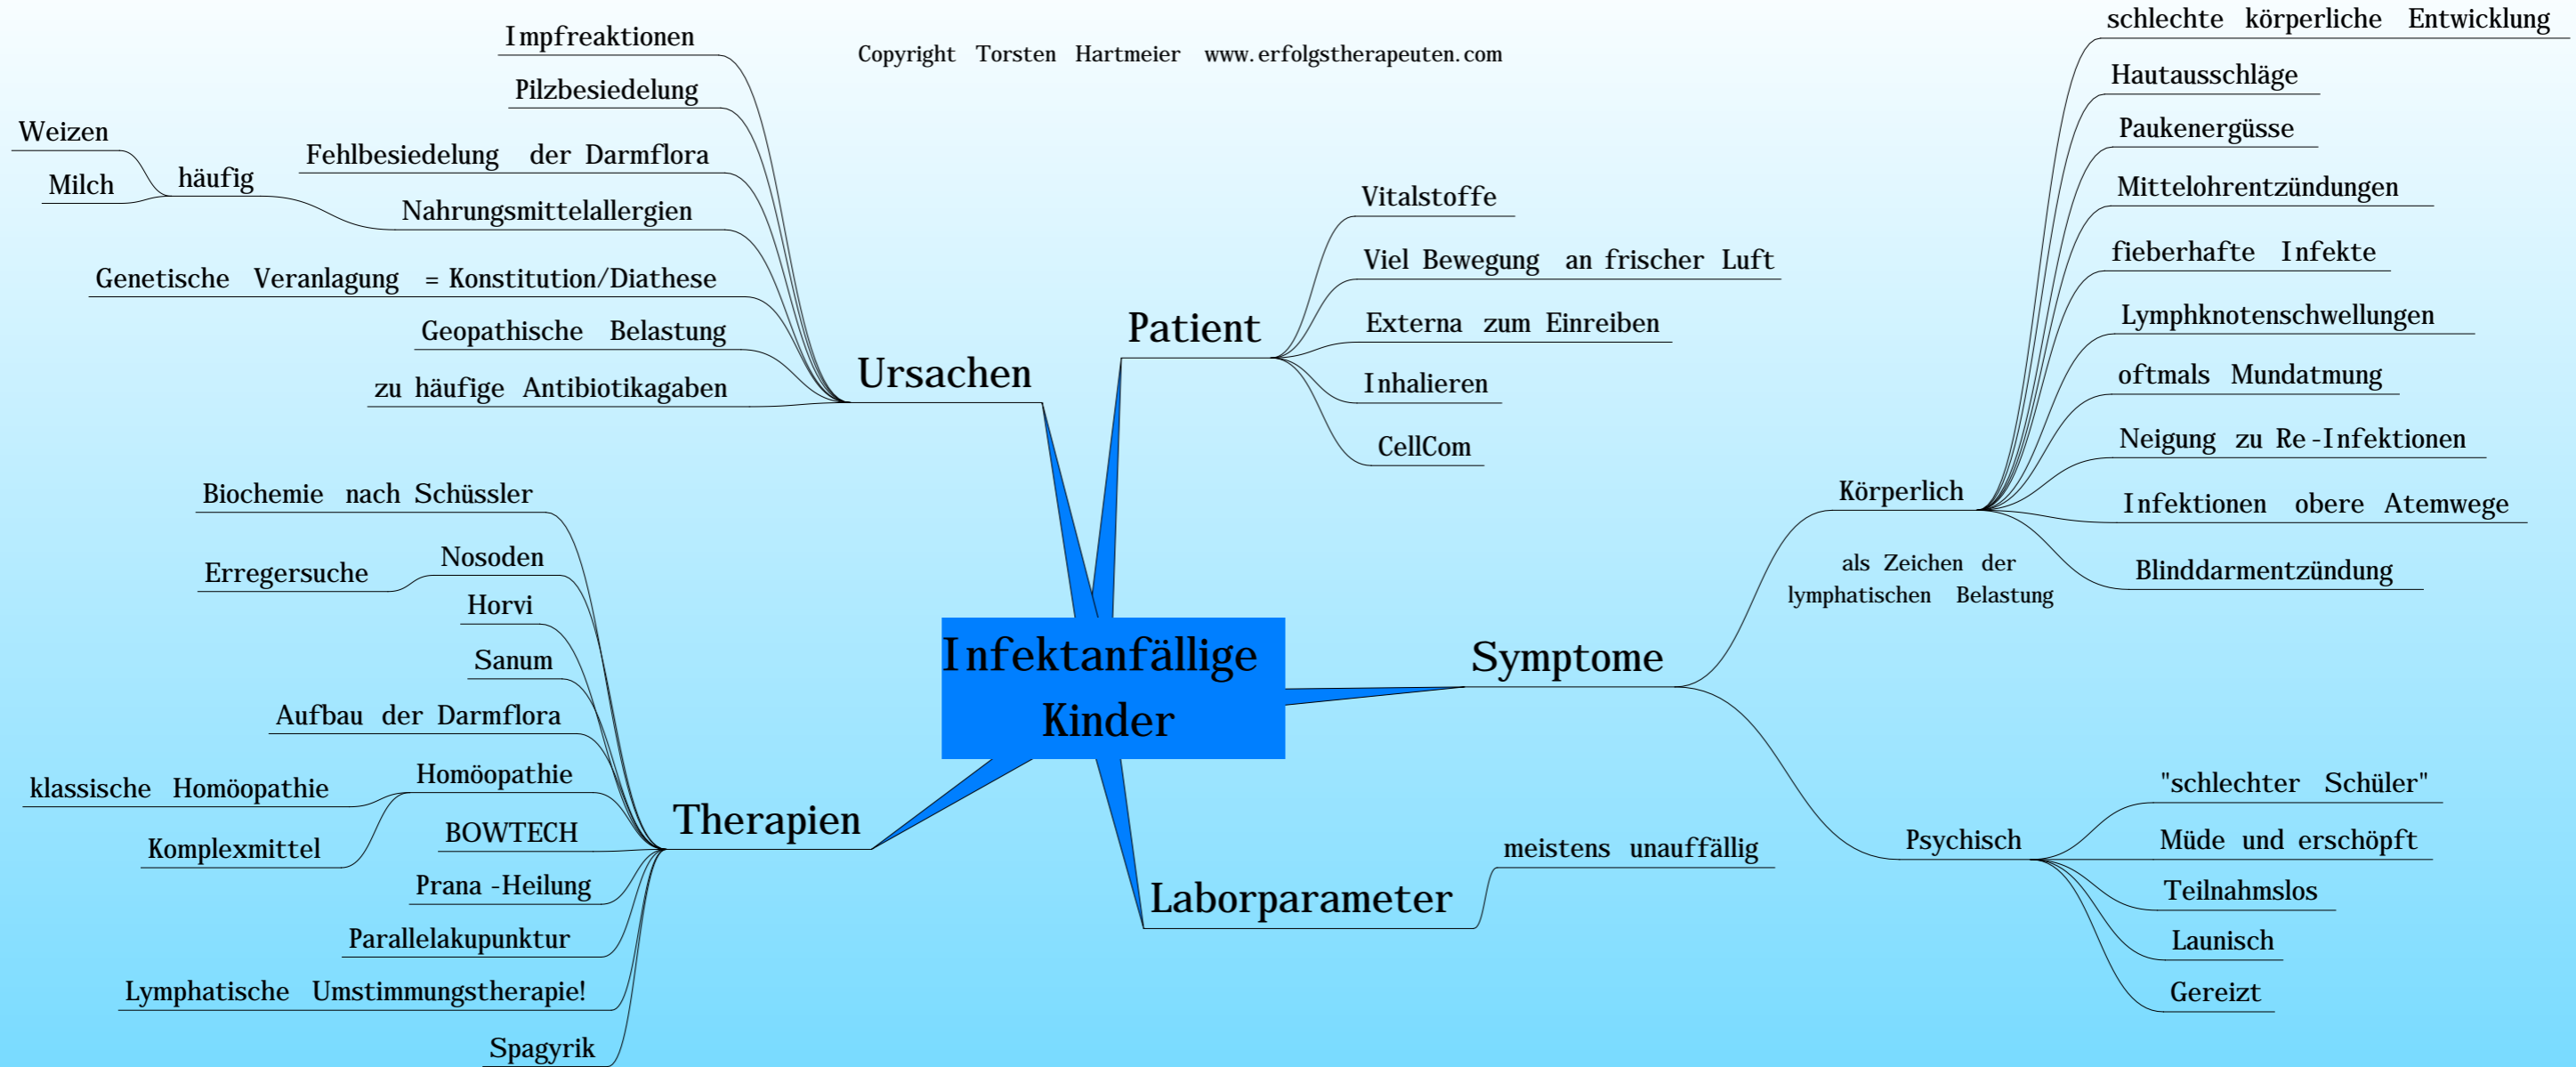 Copyright Torsten Hartmeier www.erfolgstherapeuten.com
Infektanfällige
Kinder
Ursachen
Impfreaktionen
Pilzbesiedelung
Fehlbesiedelung der Darmflora
Nahrungsmittelallergien
häufig
Weizen
Milch
Genetische Veranlagung = Konstitution/Diathese
Geopathische Belastung
zu häufige Antibiotikagaben
Patient
Vitalstoffe
Viel Bewegung an frischer Luft
Externa zum Einreiben
Inhalieren
CellCom
Symptome
Körperlich
als Zeichen der
lymphatischen Belastung
schlechte körperliche Entwicklung
Hautausschläge
Paukenergüsse
Mittelohrentzündungen
fieberhafte Infekte
Lymphknotenschwellungen
oftmals Mundatmung
Neigung zu Re-Infektionen
Infektionen obere Atemwege
Blinddarmentzündung
Psychisch
"schlechter Schüler"
Müde und erschöpft
Teilnahmslos
Launisch
Gereizt
Laborparameter
meistens unauffällig
Therapien
Biochemie nach Schüssler
Nosoden
Erregersuche
Horvi
Sanum
Aufbau der Darmflora
Homöopathie
klassische Homöopathie
Komplexmittel
BOWTECH
Prana-Heilung
Parallelakupunktur
Lymphatische Umstimmungstherapie!
Spagyrik